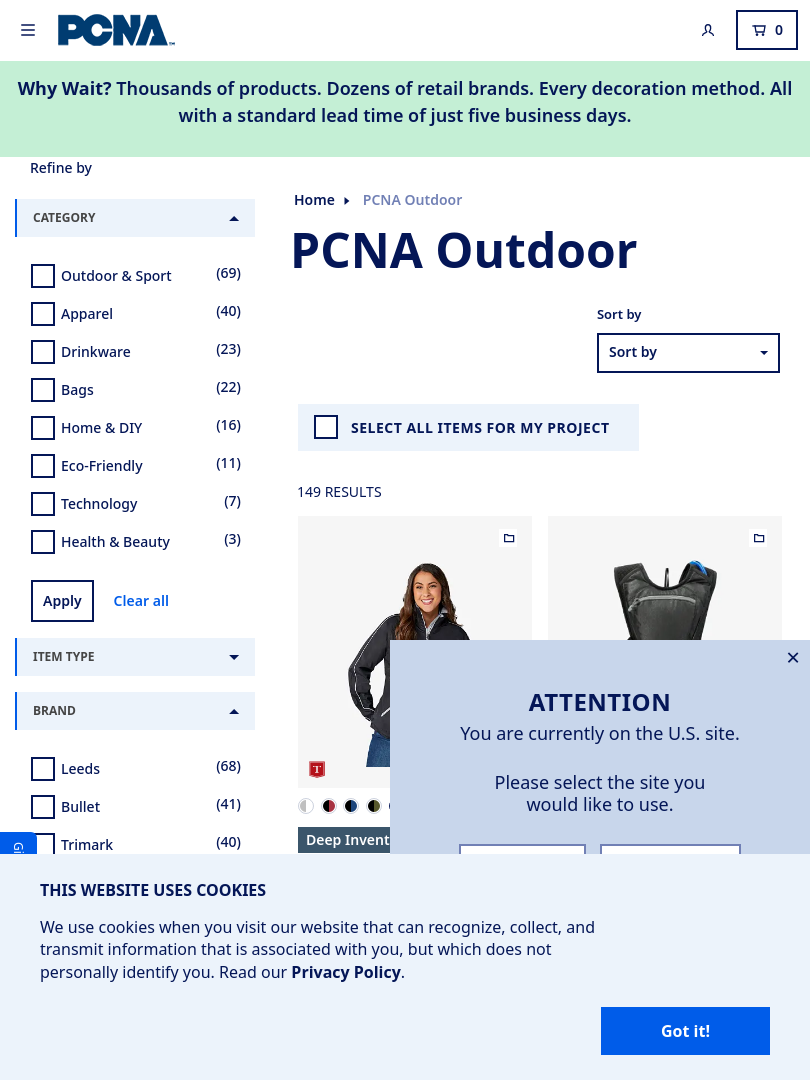 PCNA
0
Why Wait? Thousands of products. Dozens of retail brands. Every decoration method. All
with a standard lead time of just five business days.
Refine by
CATEGORY
Outdoor & Sport (69)
Apparel (40)
Drinkware (23)
Bags (22)
Home & DIY (16)
Eco-Friendly (11)
Technology (7)
Health & Beauty (3)
Apply Clear all
ITEM TYPE
BRAND
Leeds (68)
Bullet (41)
Trimark (40)
Home PCNA Outdoor
PCNA Outdoor
Sort by
Sort by
SELECT ALL ITEMS FOR MY PROJECT
149 RESULTS
T
Deep Invent
ATTENTION
You are currently on the U.S. site.
Please select the site you
would like to use.
Gi
THIS WEBSITE USES COOKIES
We use cookies when you visit our website that can recognize, collect, and
transmit information that is associated with you, but which does not
personally identify you. Read our Privacy Policy.
Got it!